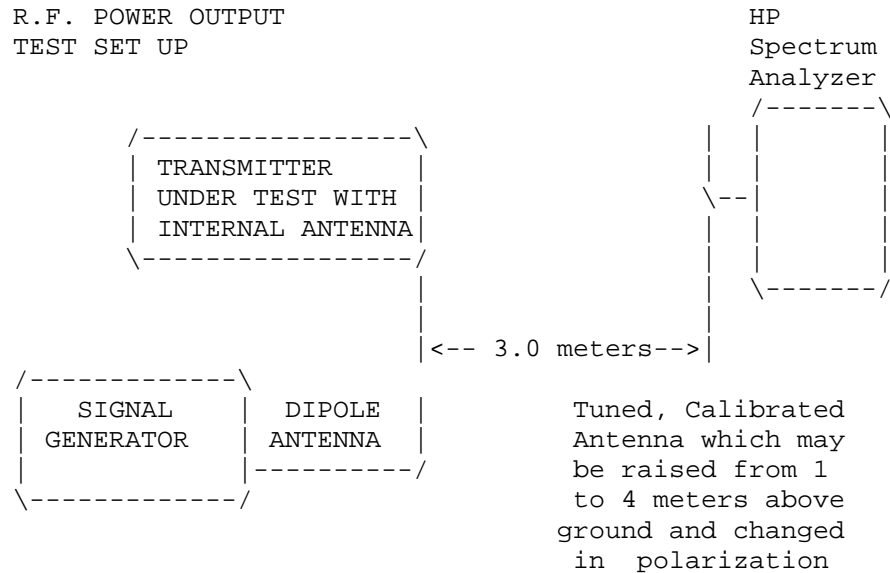 R.F. POWER OUTPUT
TEST SET UP
HP
Spectrum
Analyzer
TRANSMITTER
UNDER TEST WITH
INTERNAL ANTENNA
<-- 3.0 meters-->
SIGNAL
GENERATOR
DIPOLE
ANTENNA
Tuned, Calibrated
Antenna which may
be raised from 1
to 4 meters above
ground and changed
in polarization